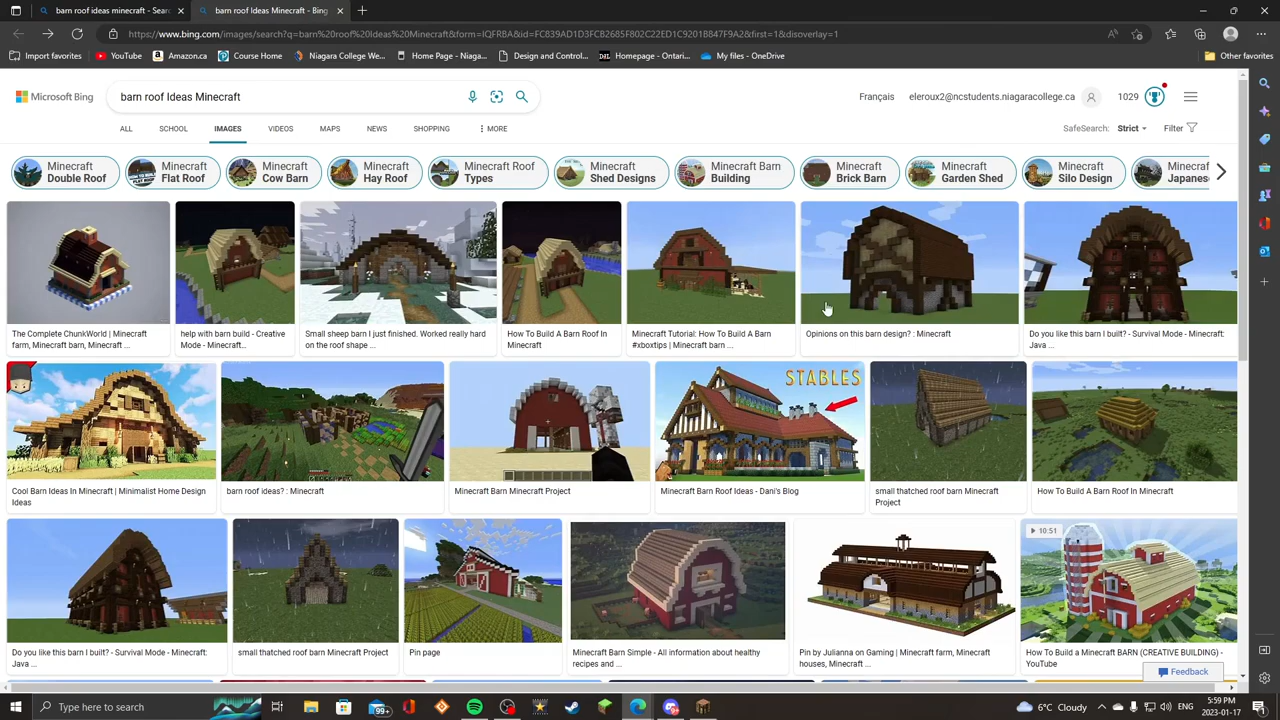 barn roof ideas minecraft - Searc
barn roof Ideas Minecraft - Bing
https://www.bing.com/images/search?q=barn%20roof%20Ideas%20Minecraft&form=IQFRBA&id=FC839AD1D3FCB2685F802C22ED1C9201B847F9A2&first=1&disoverlay=1
Import favorites
YouTube
Amazon.ca
Course Home
Niagara College We...
Home Page - Niaga...
Design and Control...
Homepage - Ontari...
My files - OneDrive
Other favorites
Microsoft Bing
barn roof Ideas Minecraft
Français
eleroux2@ncstudents.niagaracollege.ca
1029
ALL
SCHOOL
IMAGES
VIDEOS
MAPS
NEWS
SHOPPING
MORE
SafeSearch: Strict
Filter
Minecraft
Double Roof
Minecraft
Flat Roof
Minecraft
Cow Barn
Minecraft
Hay Roof
Minecraft Roof
Types
Minecraft
Shed Designs
Minecraft Barn
Building
Minecraft
Brick Barn
Minecraft
Garden Shed
Minecraft
Silo Design
Minecraf
Japanes
The Complete ChunkWorld | Minecraft
farm, Minecraft barn, Minecraft ...
help with barn build - Creative
Mode - Minecraft...
Small sheep barn I just finished. Worked really hard
on the roof shape ...
How To Build A Barn Roof In
Minecraft
Minecraft Tutorial: How To Build A Barn
#xboxtips | Minecraft barn ...
Opinions on this barn design? : Minecraft
Do you like this barn I built? - Survival Mode - Minecraft:
Java ...
STABLES
Cool Barn Ideas In Minecraft | Minimalist Home Design
Ideas
barn roof ideas? : Minecraft
Minecraft Barn Minecraft Project
Minecraft Barn Roof Ideas - Dani's Blog
small thatched roof barn Minecraft
Project
How To Build A Barn Roof In Minecraft
10:51
Do you like this barn I built? - Survival Mode - Minecraft:
Java ...
small thatched roof barn Minecraft Project
Pin page
Minecraft Barn Simple - All information about healthy
recipes and ...
Pin by Julianna on Gaming | Minecraft farm, Minecraft
houses, Minecraft ...
How To Build a Minecraft BARN (CREATIVE BUILDING) -
YouTube
Feedback
Type here to search
99+
6°C Cloudy
5:59 PM
2023-01-17